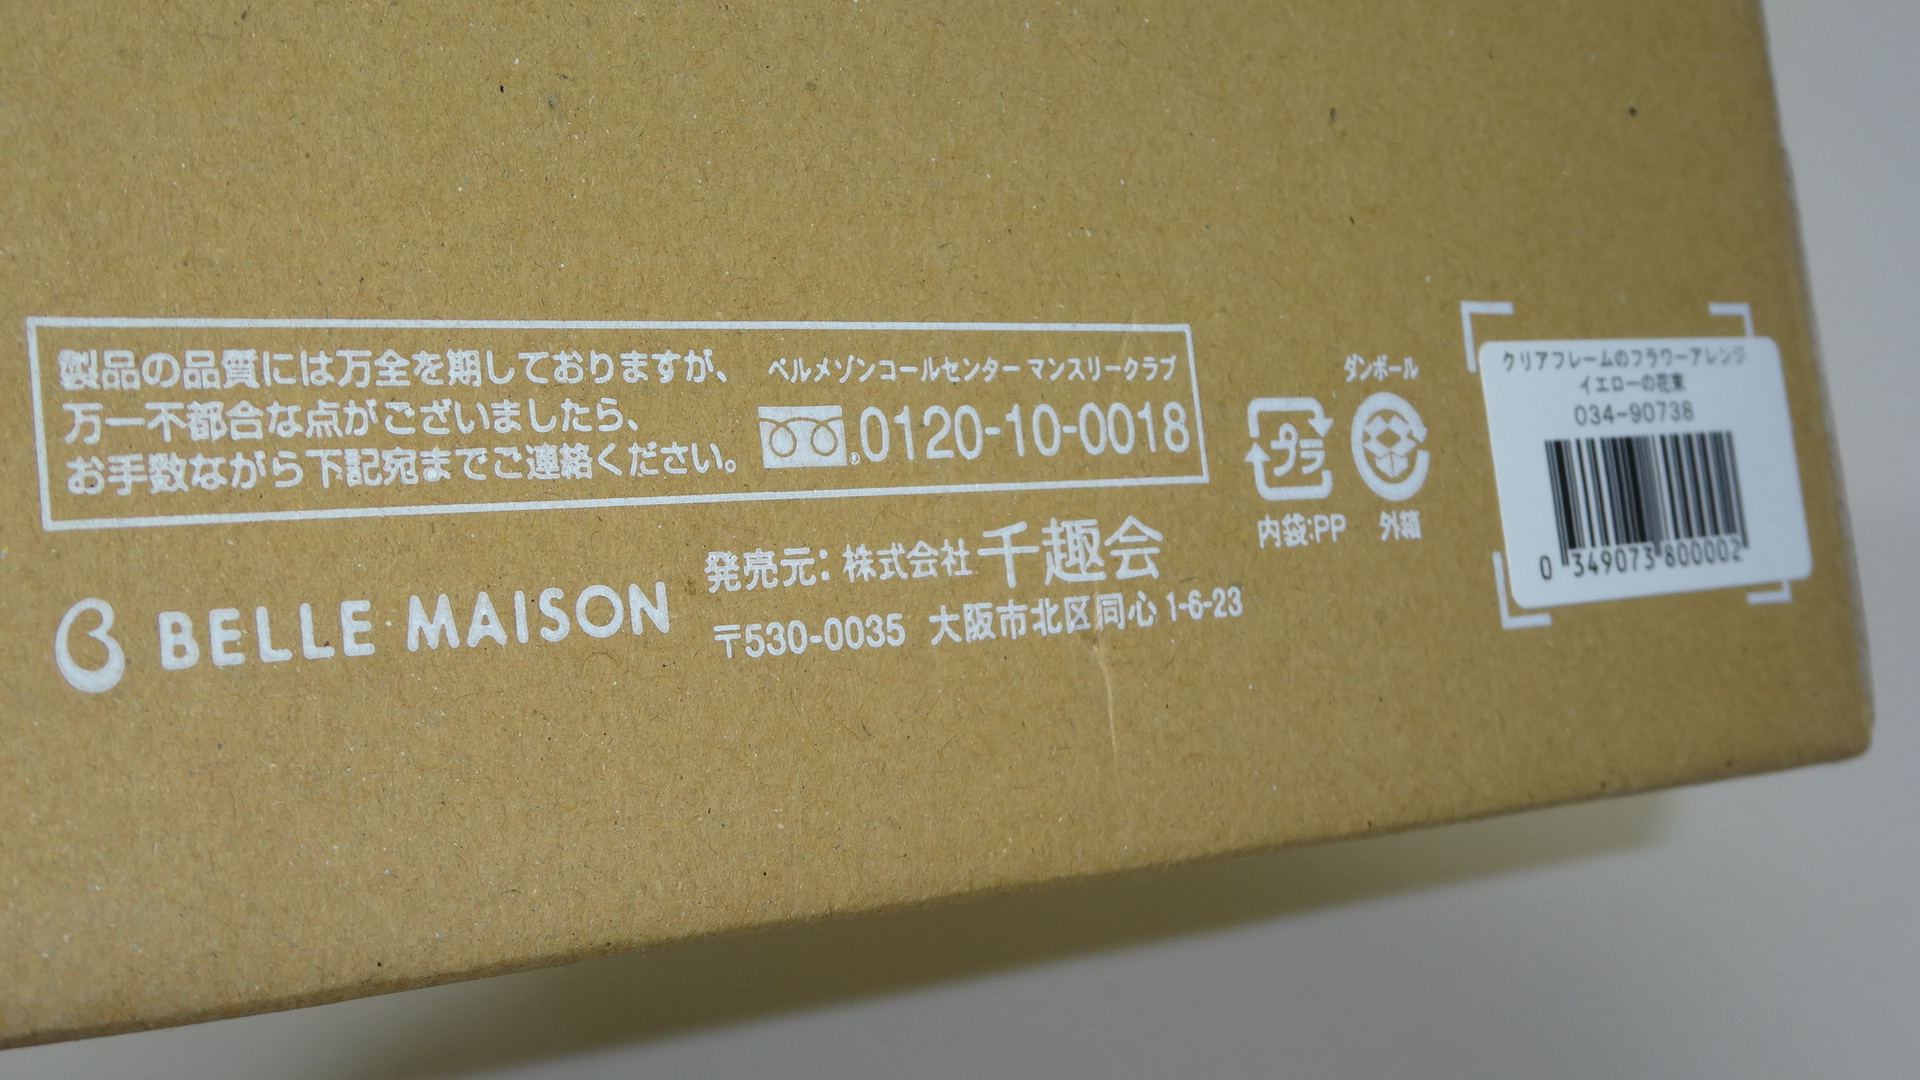 製品の品質には万全を期しておりますが、
万一不都合な点がございましたら、
お手数ながら下記宛までご連絡ください。
ベルメゾンコールセンター マンスリークラブ
0120-10-0018
BELLE MAISON
発売元：株式会社千趣会
〒530-0035 大阪市北区同心1-6-23
プラ
内袋:PP
ダンボール
外箱
クリアフレームのフラワーアレンジ
イエローの花束
034-90738
0 349073 800002